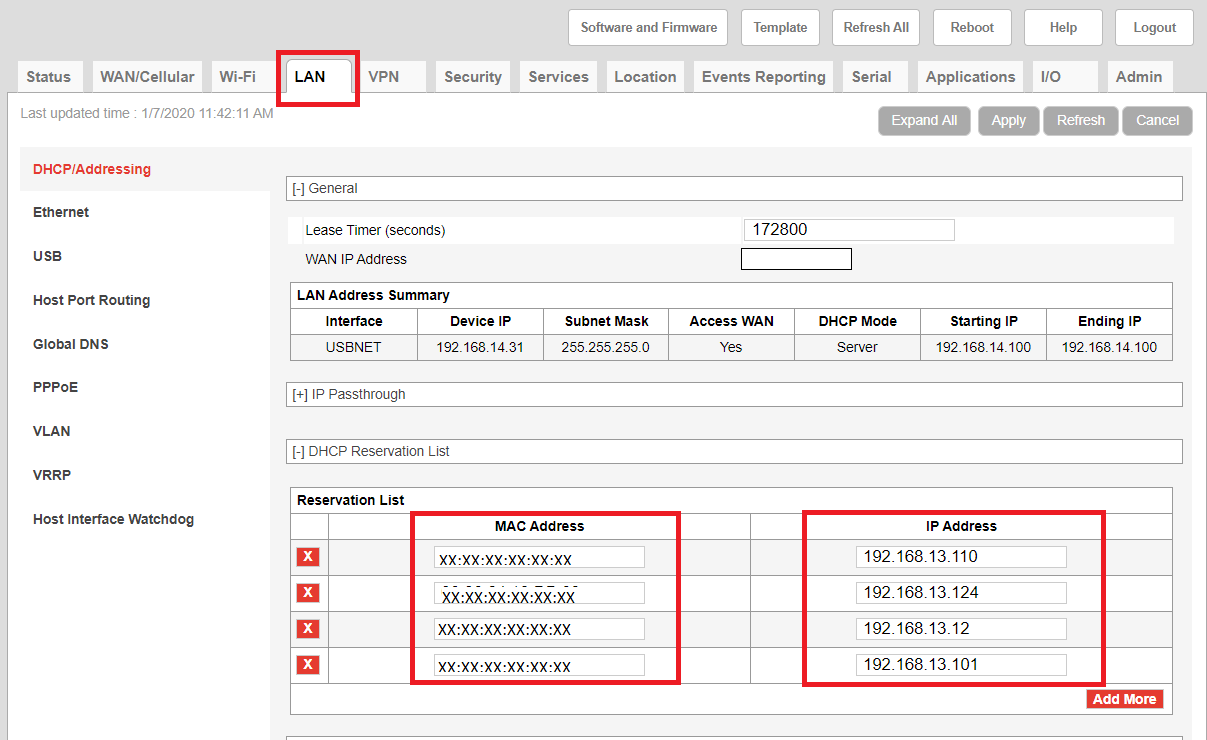 Software and Firmware Template Refresh All Reboot Help Logout
Status WAN/Cellular Wi-Fi LAN VPN Security Services Location Events Reporting Serial Applications I/O Admin
Last updated time : 1/7/2020 11:42:11 AM Expand All Apply Refresh Cancel
DHCP/Addressing
Ethernet
USB
Host Port Routing
Global DNS
PPPoE
VLAN
VRRP
Host Interface Watchdog
[-] General
Lease Timer (seconds) 172800
WAN IP Address
LAN Address Summary
Interface Device IP Subnet Mask Access WAN DHCP Mode Starting IP Ending IP
USBNET 192.168.14.31 255.255.255.0 Yes Server 192.168.14.100 192.168.14.100
[+] IP Passthrough
[-] DHCP Reservation List
Reservation List
MAC Address IP Address
X XX:XX:XX:XX:XX:XX 192.168.13.110
X XX:XX:XX:XX:XX:XX 192.168.13.124
X XX:XX:XX:XX:XX:XX 192.168.13.12
X XX:XX:XX:XX:XX:XX 192.168.13.101
Add More